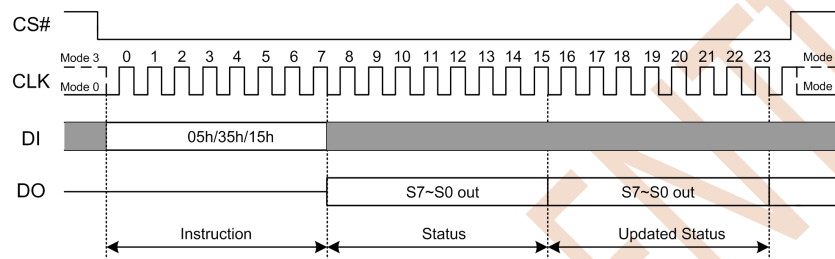 CS#
Mode 3 0 1 2 3 4 5 6 7 8 9 10 11 12 13 14 15 16 17 18 19 20 21 22 23 Mode
CLK
Mode 0 Mode
DI 05h/35h/15h
DO S7~S0 out S7~S0 out
Instruction Status Updated Status